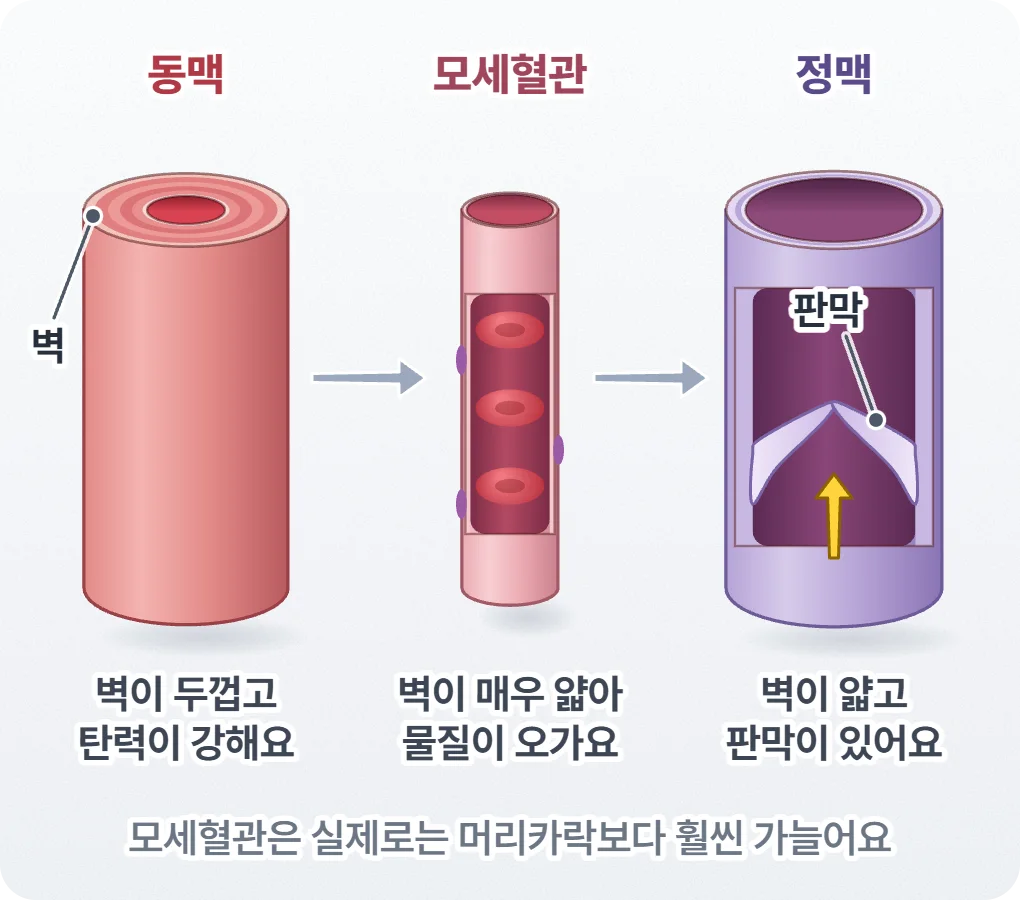 동맥
모세혈관
정맥
벽
판막
벽이 두껍고
탄력이 강해요
벽이 매우 얇아
물질이 오가요
벽이 얇고
판막이 있어요
모세혈관은 실제로는 머리카락보다 훨씬 가늘어요